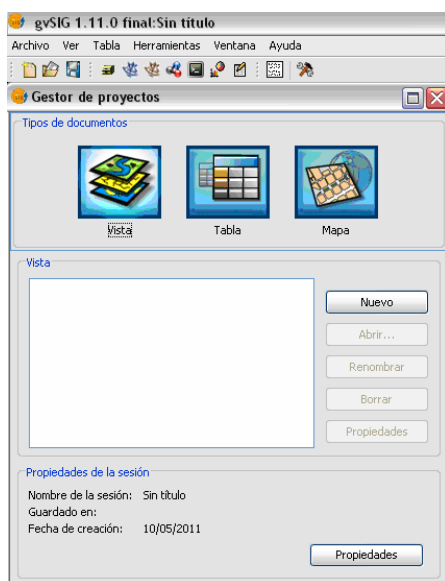 gvSIG 1.11.0 final:Sin título
Archivo Ver Tabla Herramientas Ventana Ayuda
Gestor de proyectos
Tipos de documentos
Vista Tabla Mapa
Vista
Nuevo
Abrir...
Renombrar
Borrar
Propiedades
Propiedades de la sesión
Nombre de la sesión: Sin título
Guardado en:
Fecha de creación: 10/05/2011
Propiedades